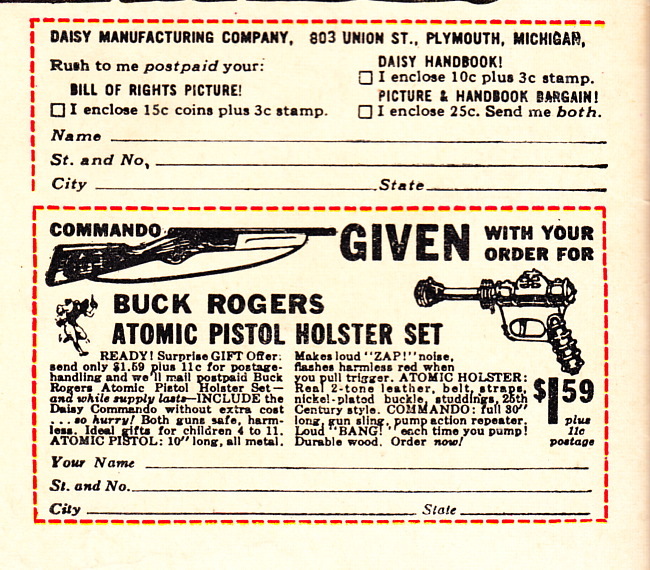 DAISY MANUFACTURING COMPANY, 803 UNION ST., PLYMOUTH, MICHIGAN,
Rush to me postpaid your:
BILL OF RIGHTS PICTURE!
☐ I enclose 15c coins plus 3c stamp.
DAISY HANDBOOK!
☐ I enclose 10c plus 3c stamp.
PICTURE & HANDBOOK BARGAIN!
☐ I enclose 25c. Send me both.
Name
St. and No.
City State
COMMANDO GIVEN WITH YOUR
ORDER FOR
BUCK ROGERS
ATOMIC PISTOL HOLSTER SET
READY! Surprise GIFT Offer:
send only $1.59 plus 11c for postage-
handling and we'll mail postpaid Buck
Rogers Atomic Pistol Holster Set—
and while supply lasts—INCLUDE the
Daisy Commando without extra cost
. . . so hurry! Both guns safe, harm-
less. Ideal gifts for children 4 to 11.
ATOMIC PISTOL: 10" long, all metal.
Makes loud "ZAP!" noise,
flashes harmless red when
you pull trigger. ATOMIC HOLSTER:
Real 2-tone leather, belt, straps,
nickel-plated buckle, studdings, 25th
Century style. COMMANDO: full 30"
long, gun sling, pump action repeater.
Loud "BANG!" each time you pump!
Durable wood. Order now!
$1.59
plus
11c
postage
Your Name
St. and No.
City State